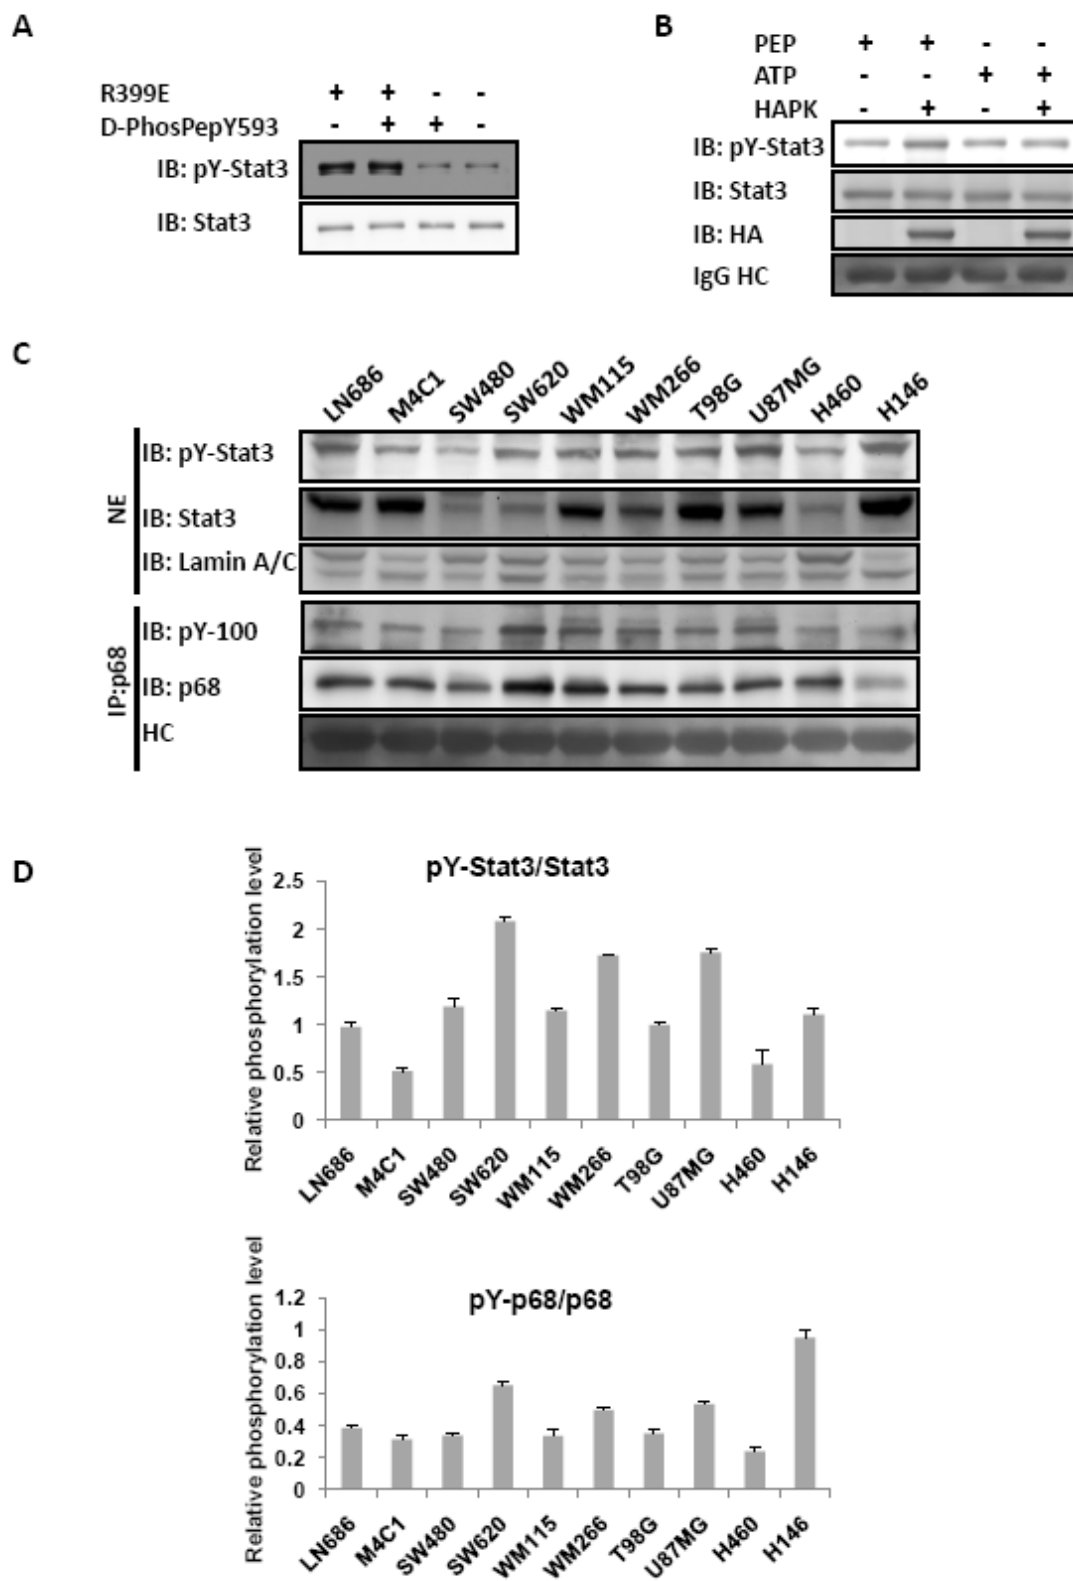 A
R399E + + - -
D-PhosPepY593 - + + -
IB: pY-Stat3
IB: Stat3
B
PEP + + - -
ATP - - + +
HAPK - + - +
IB: pY-Stat3
IB: Stat3
IB: HA
IgG HC
C
LN686 M4C1 SW480 SW620 WM115 WM266 T98G U87MG H460 H146
NE
IB: pY-Stat3
IB: Stat3
IB: Lamin A/C
IP:p68
IB: pY-100
IB: p68
HC
D
pY-Stat3/Stat3
Relative phosphorylation level
2.5
2
1.5
1
0.5
0
LN686 M4C1 SW480 SW620 WM115 WM266 T98G U87MG H460 H146
pY-p68/p68
Relative phosphorylation level
1.2
1
0.8
0.6
0.4
0.2
0
LN686 M4C1 SW480 SW620 WM115 WM266 T98G U87MG H460 H146